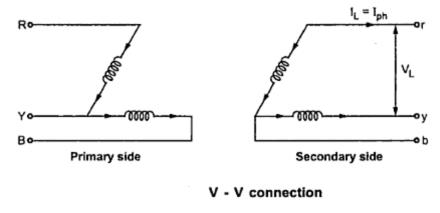 I_L = I_ph
R
r
V_L
Y
y
B
b
Primary side
Secondary side
V - V connection